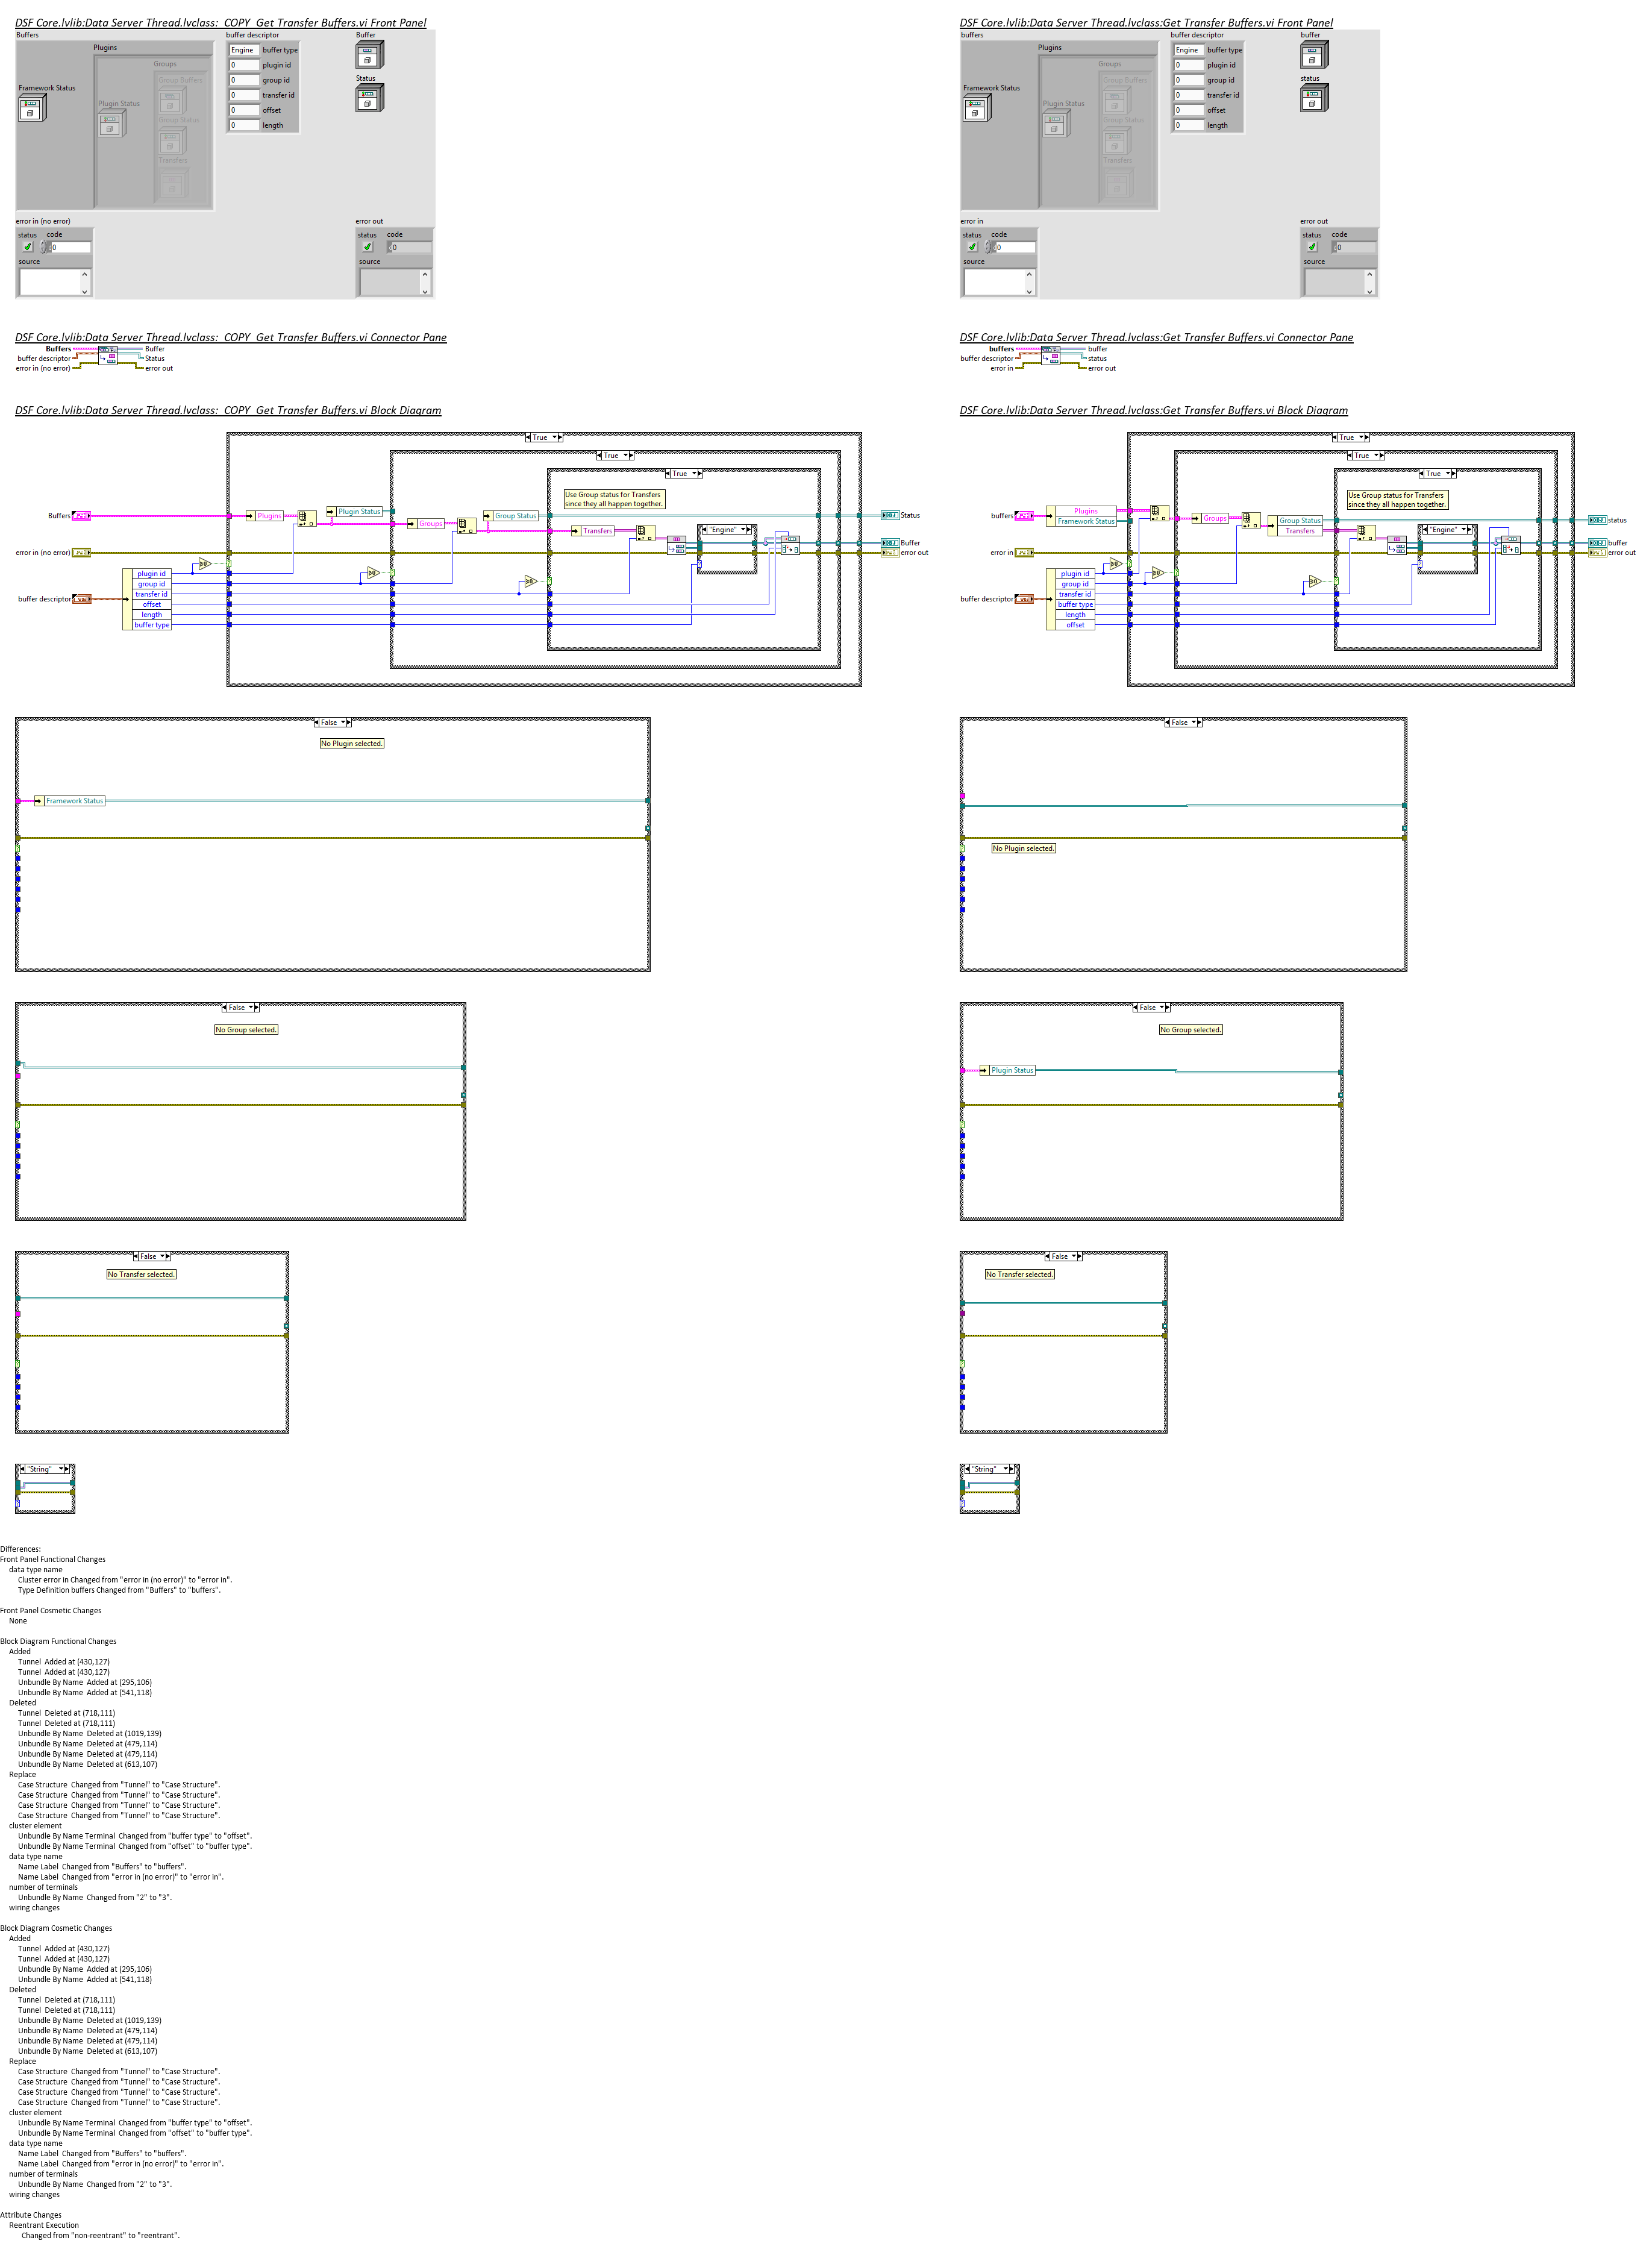 DSF Core.lvlib:Data Server Thread.lvclass:_COPY_Get Transfer Buffers.vi Front Panel
Buffers
Plugins
Groups
Group Buffers
Framework Status
Plugin Status
Group Status
Transfers
buffer descriptor
Engine buffer type
0 plugin id
0 group id
0 transfer id
0 offset
0 length
Buffer
Status
error in (no error)
status code
0
source
error out
status code
0
source
DSF Core.lvlib:Data Server Thread.lvclass:Get Transfer Buffers.vi Front Panel
buffers
Plugins
Groups
Group Buffers
Framework Status
Plugin Status
Group Status
Transfers
buffer descriptor
Engine buffer type
0 plugin id
0 group id
0 transfer id
0 offset
0 length
buffer
status
error in
status code
0
source
error out
status code
0
source
DSF Core.lvlib:Data Server Thread.lvclass:_COPY_Get Transfer Buffers.vi Connector Pane
Buffers
buffer descriptor
error in (no error)
Buffer
Status
error out
DSF Core.lvlib:Data Server Thread.lvclass:Get Transfer Buffers.vi Connector Pane
buffers
buffer descriptor
error in
buffer
status
error out
DSF Core.lvlib:Data Server Thread.lvclass:_COPY_Get Transfer Buffers.vi Block Diagram
True
True
True
Use Group status for Transfers
since they all happen together.
Buffers
Plugins
Plugin Status
Groups
Group Status
Transfers
"Engine"
Status
Buffer
error out
error in (no error)
buffer descriptor
plugin id
group id
transfer id
offset
length
buffer type
DSF Core.lvlib:Data Server Thread.lvclass:Get Transfer Buffers.vi Block Diagram
True
True
True
Use Group status for Transfers
since they all happen together.
buffers
Plugins
Framework Status
Groups
Group Status
Transfers
"Engine"
status
buffer
error out
error in
buffer descriptor
plugin id
group id
transfer id
buffer type
length
offset
False
No Plugin selected.
Framework Status
False
No Plugin selected.
False
No Group selected.
False
No Group selected.
Plugin Status
False
No Transfer selected.
False
No Transfer selected.
"String"
"String"
Differences:
Front Panel Functional Changes
data type name
Cluster error in Changed from "error in (no error)" to "error in".
Type Definition buffers Changed from "Buffers" to "buffers".
Front Panel Cosmetic Changes
None
Block Diagram Functional Changes
Added
Tunnel  Added at (430,127)
Tunnel  Added at (430,127)
Unbundle By Name  Added at (295,106)
Unbundle By Name  Added at (541,118)
Deleted
Tunnel  Deleted at (718,111)
Tunnel  Deleted at (718,111)
Unbundle By Name  Deleted at (1019,139)
Unbundle By Name  Deleted at (479,114)
Unbundle By Name  Deleted at (479,114)
Unbundle By Name  Deleted at (613,107)
Replace
Case Structure  Changed from "Tunnel" to "Case Structure".
Case Structure  Changed from "Tunnel" to "Case Structure".
Case Structure  Changed from "Tunnel" to "Case Structure".
Case Structure  Changed from "Tunnel" to "Case Structure".
cluster element
Unbundle By Name Terminal  Changed from "buffer type" to "offset".
Unbundle By Name Terminal  Changed from "offset" to "buffer type".
data type name
Name Label  Changed from "Buffers" to "buffers".
Name Label  Changed from "error in (no error)" to "error in".
number of terminals
Unbundle By Name  Changed from "2" to "3".
wiring changes
Block Diagram Cosmetic Changes
Added
Tunnel  Added at (430,127)
Tunnel  Added at (430,127)
Unbundle By Name  Added at (295,106)
Unbundle By Name  Added at (541,118)
Deleted
Tunnel  Deleted at (718,111)
Tunnel  Deleted at (718,111)
Unbundle By Name  Deleted at (1019,139)
Unbundle By Name  Deleted at (479,114)
Unbundle By Name  Deleted at (479,114)
Unbundle By Name  Deleted at (613,107)
Replace
Case Structure  Changed from "Tunnel" to "Case Structure".
Case Structure  Changed from "Tunnel" to "Case Structure".
Case Structure  Changed from "Tunnel" to "Case Structure".
Case Structure  Changed from "Tunnel" to "Case Structure".
cluster element
Unbundle By Name Terminal  Changed from "buffer type" to "offset".
Unbundle By Name Terminal  Changed from "offset" to "buffer type".
data type name
Name Label  Changed from "Buffers" to "buffers".
Name Label  Changed from "error in (no error)" to "error in".
number of terminals
Unbundle By Name  Changed from "2" to "3".
wiring changes
Attribute Changes
Reentrant Execution
Changed from "non-reentrant" to "reentrant".